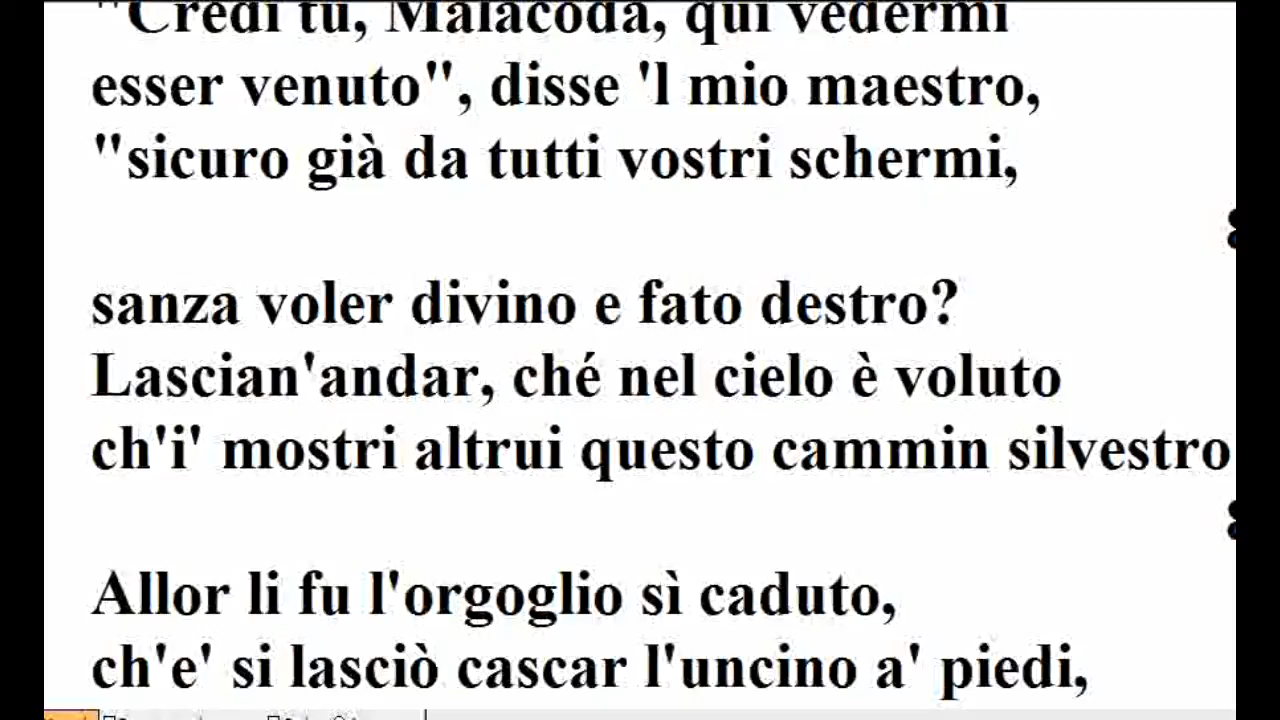 "Credi tu, Malacoda, qui vedermi
esser venuto", disse 'l mio maestro,
"sicuro già da tutti vostri schermi,
sanza voler divino e fato destro?
Lascian'andar, ché nel cielo è voluto
ch'i' mostri altrui questo cammin silvestro
Allor li fu l'orgoglio sì caduto,
ch'e' si lasciò cascar l'uncino a' piedi,